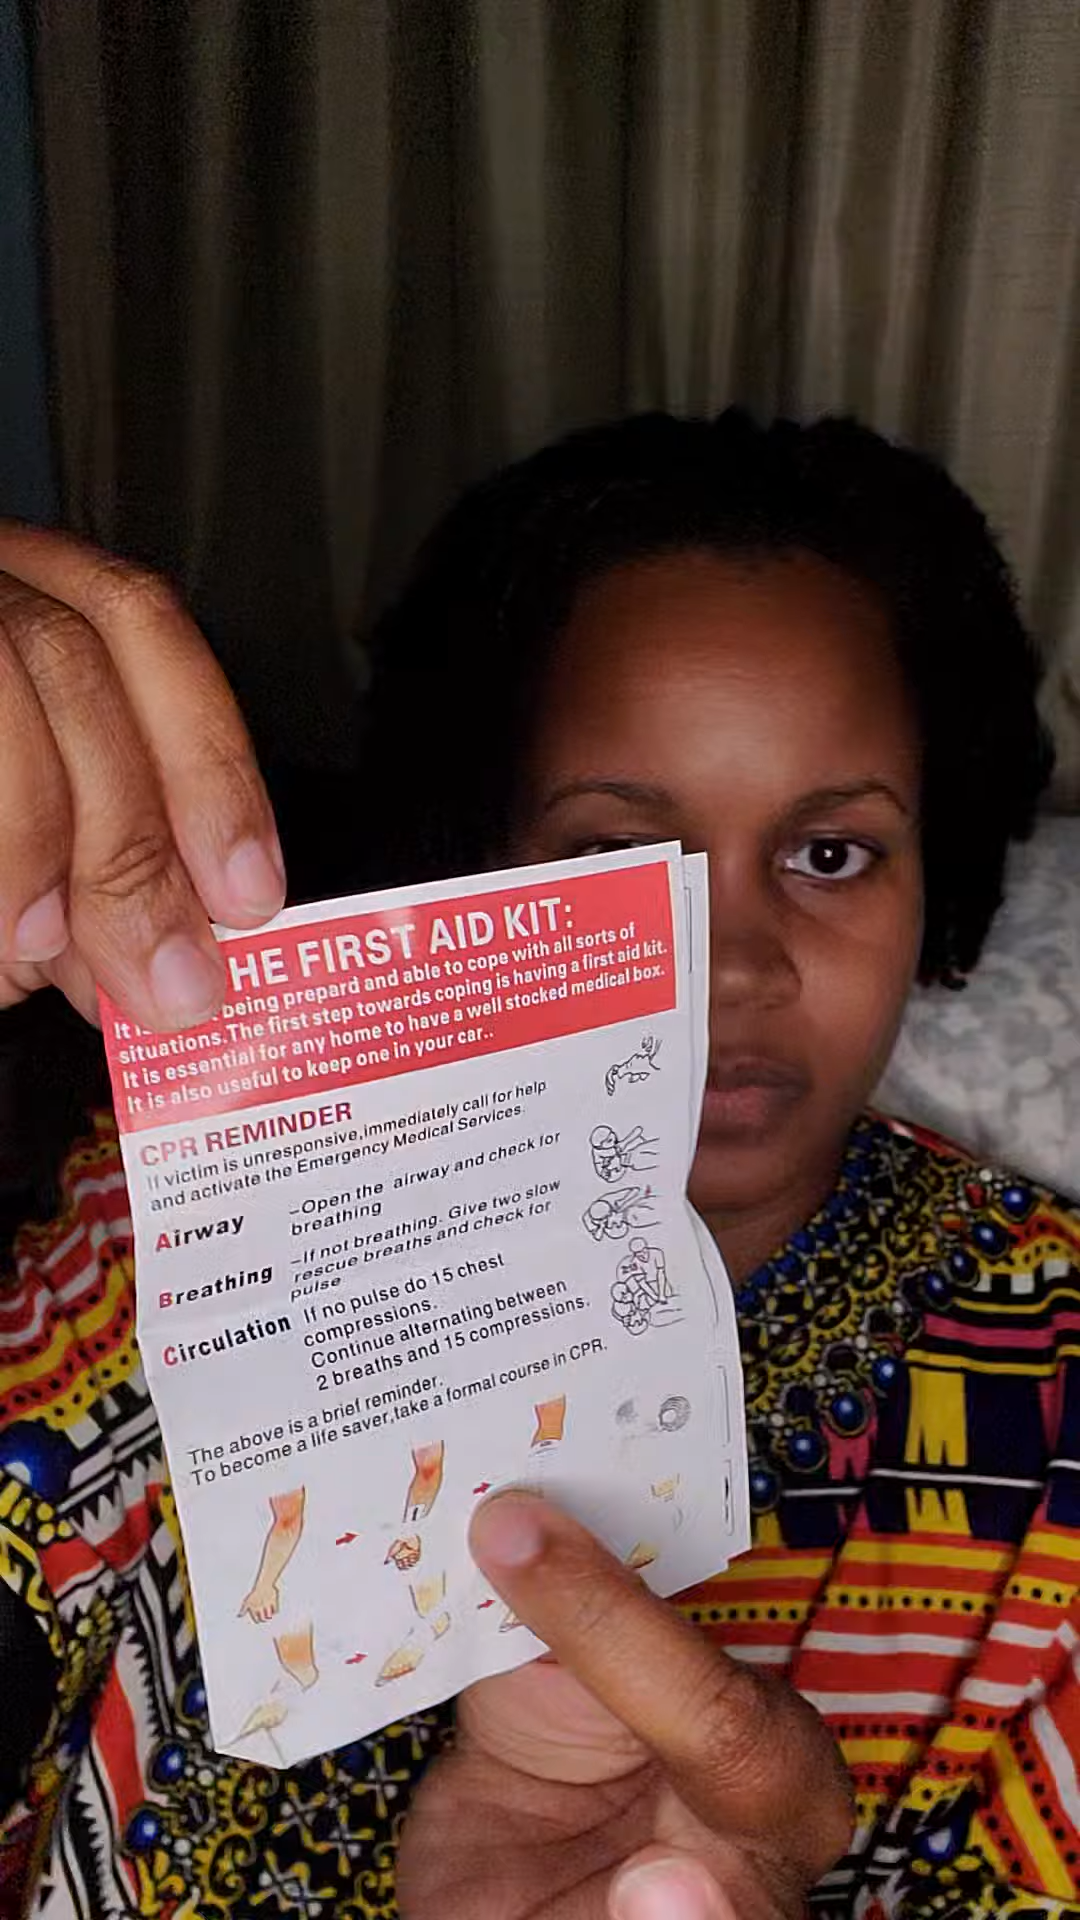 HE FIRST AID KIT:
It is being prepard and able to cope with all sorts of
situations.The first step towards coping is having a first aid kit.
It is essential for any home to have a well stocked medical box.
It is also useful to keep one in your car..
CPR REMINDER
If victim is unresponsive,immediately call for help
and activate the Emergency Medical Services.
Airway –Open the airway and check for
breathing
Breathing –If not breathing. Give two slow
rescue breaths and check for
pulse
Circulation If no pulse do 15 chest
compressions.
Continue alternating between
2 breaths and 15 compressions.
The above is a brief reminder.
To become a life saver,take a formal course in CPR.